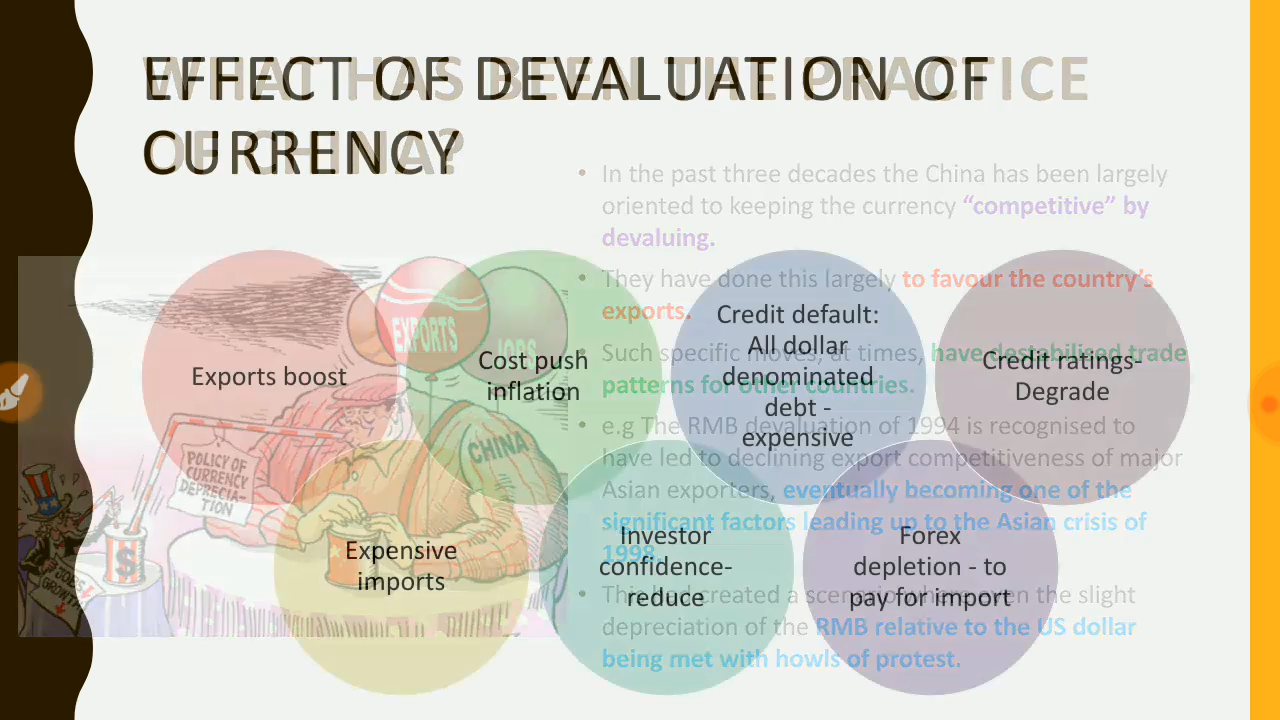 EFFECT OF DEVALUATION OF
CURRENCY
WHAT HAS BEEN THE PRACTICE
OF CHINA?
• In the past three decades the China has been largely
oriented to keeping the currency “competitive” by
devaluing.
• They have done this largely to favour the country’s
exports.
• Such specific moves, at times, have destabilised trade
patterns for other countries.
• e.g The RMB devaluation of 1994 is recognised to
have led to declining export competitiveness of major
Asian exporters, eventually becoming one of the
significant factors leading up to the Asian crisis of
1998.
• This had created a scenario where even the slight
depreciation of the RMB relative to the US dollar
being met with howls of protest.
Exports boost
Cost push
inflation
Credit default:
All dollar
denominated
debt -
expensive
Credit ratings-
Degrade
Expensive
imports
Investor
confidence-
reduce
Forex
depletion - to
pay for import
EXPORTS
JOBS
CHINA
POLICY OF
CURRENCY
DEPRECIA-
TION
$
JOBS
GROWTH